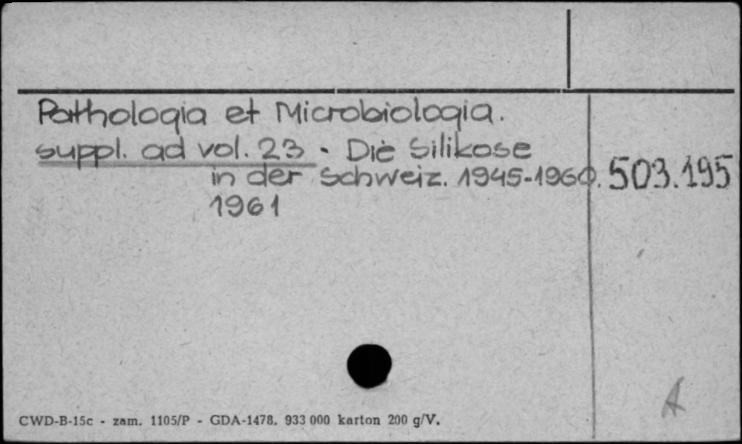 Pathologia et Microbiologia.
suppl. ad vol. 23 - Die Silikose
in der Schweiz. 1945-1960. 503.195
1961
A
CWD-B-15c - zam. 1105/P - GDA-1478. 933 000 karton 200 g/V.